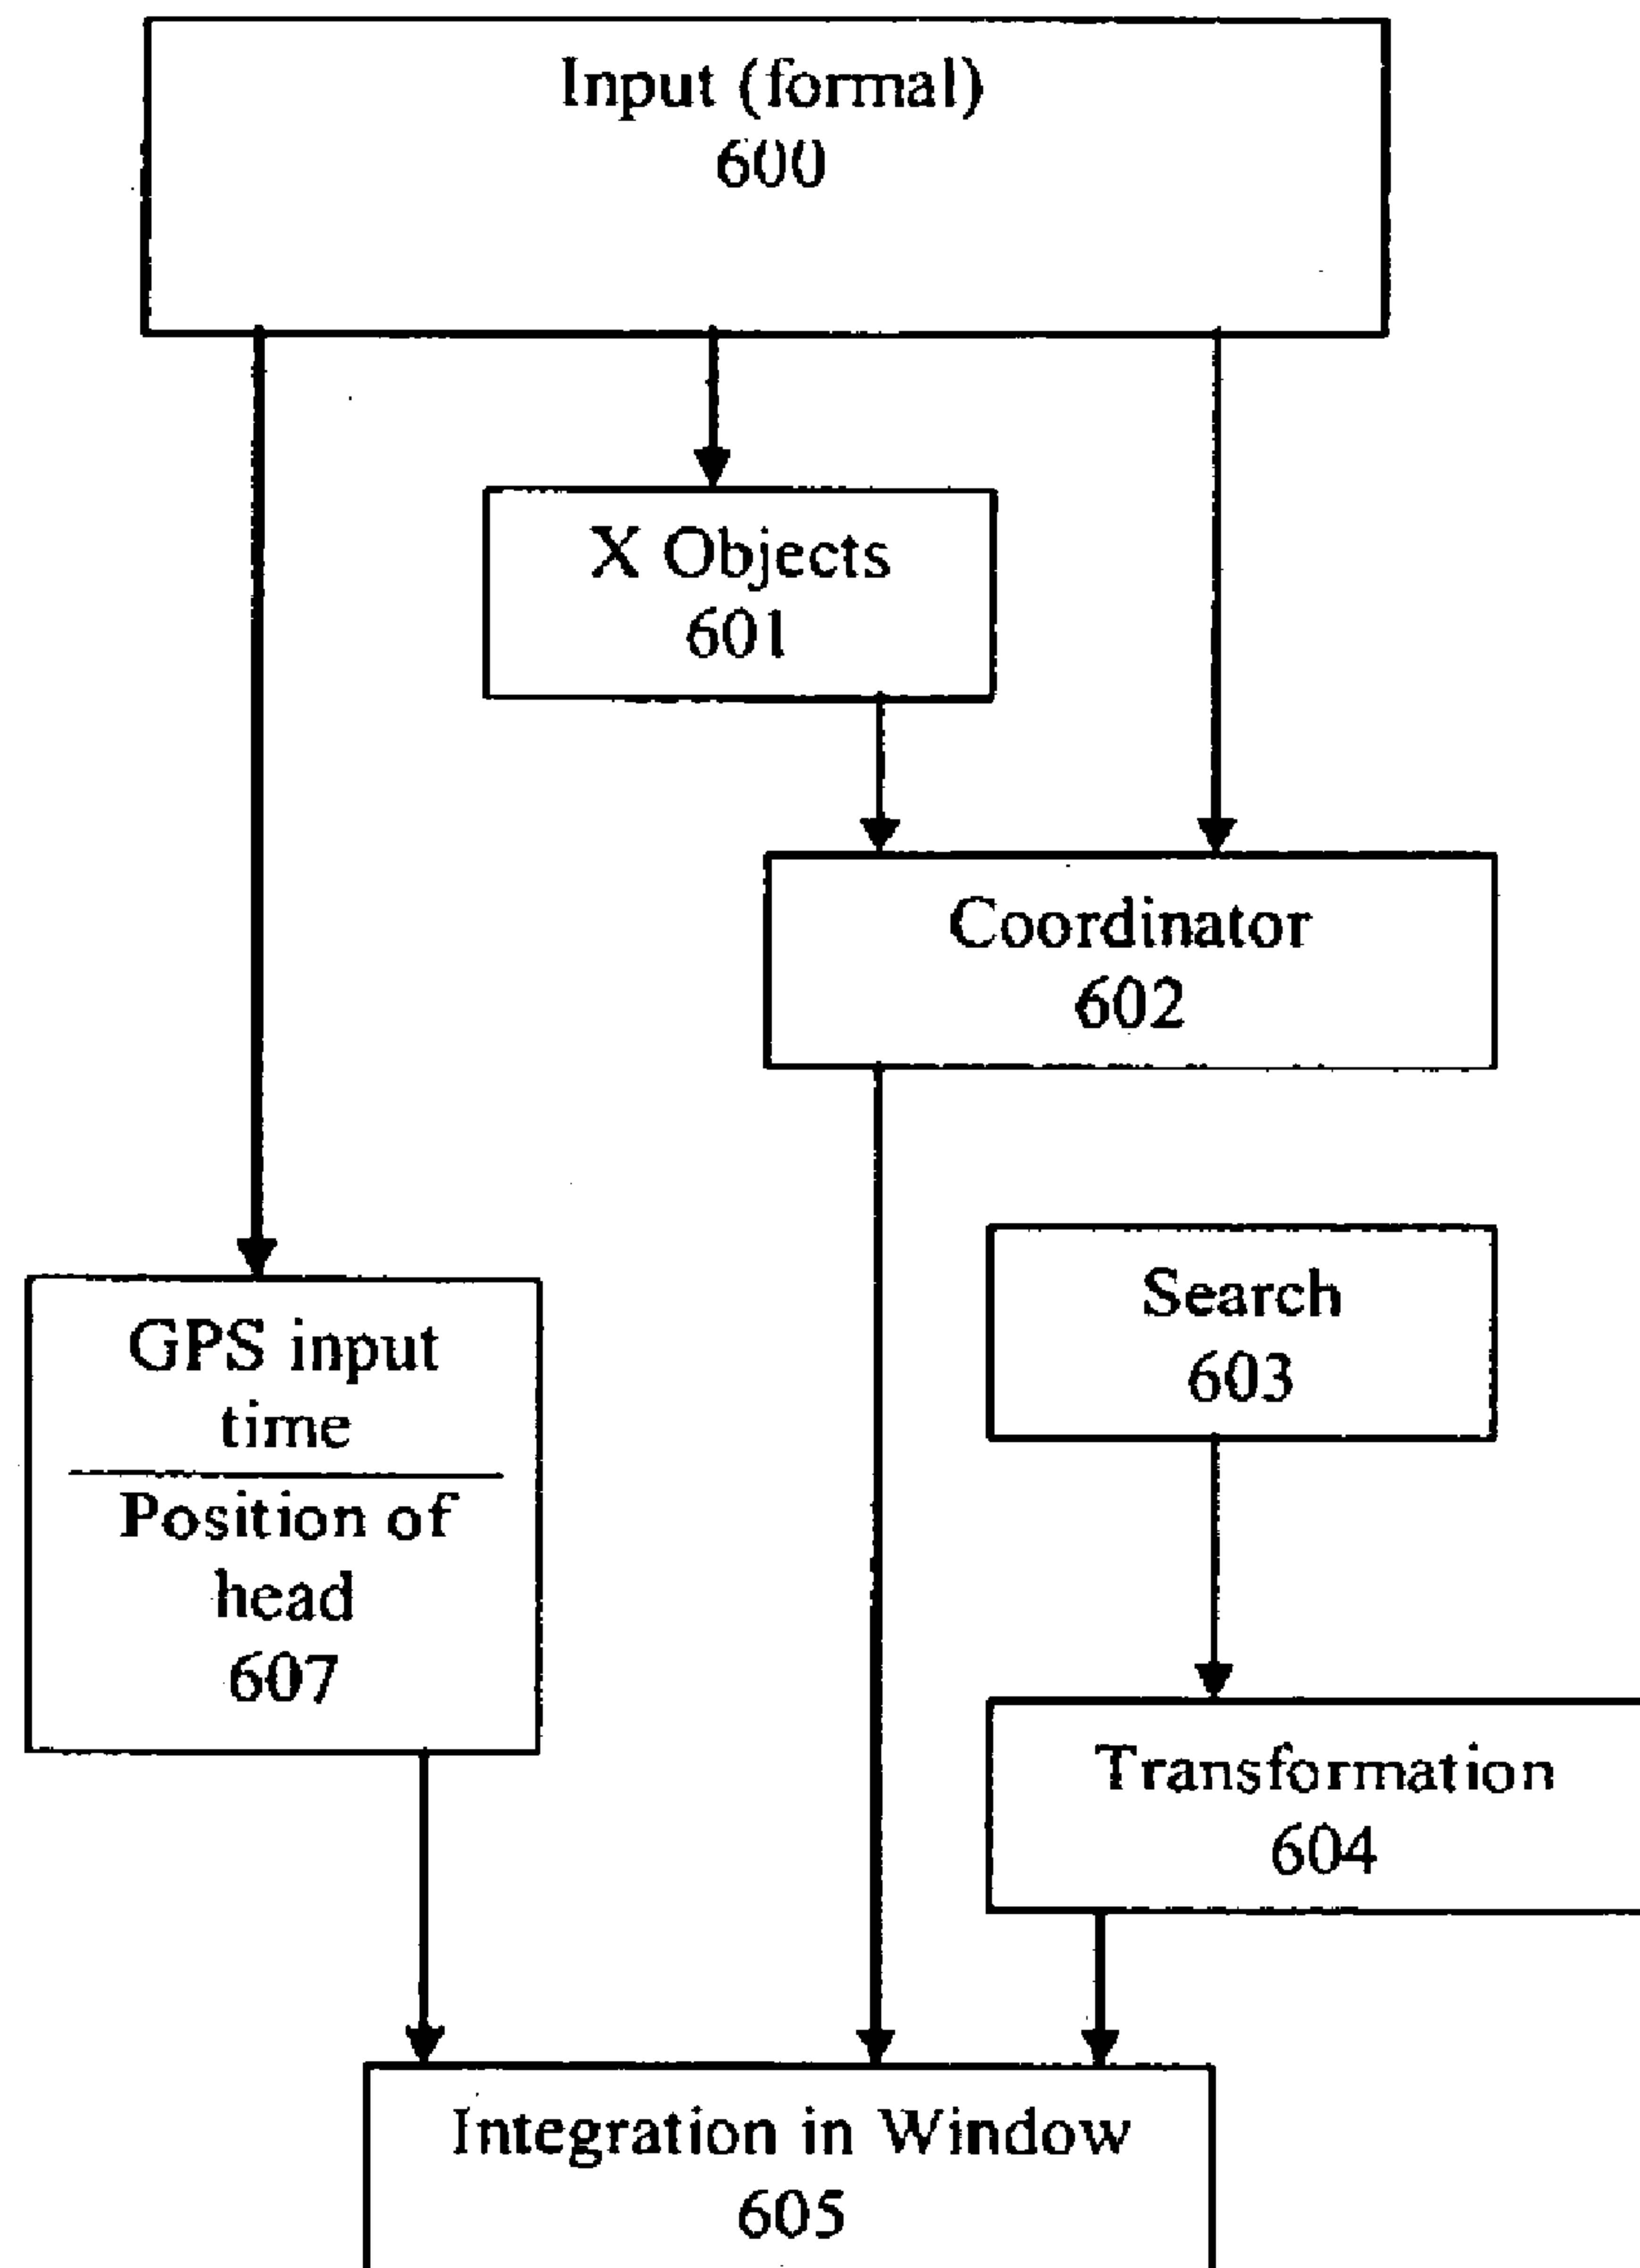 Input (formal)
600
X Objects
601
Coordinator
602
Search
603
GPS input
time
Position of
head
607
Transformation
604
Integration in Window
605